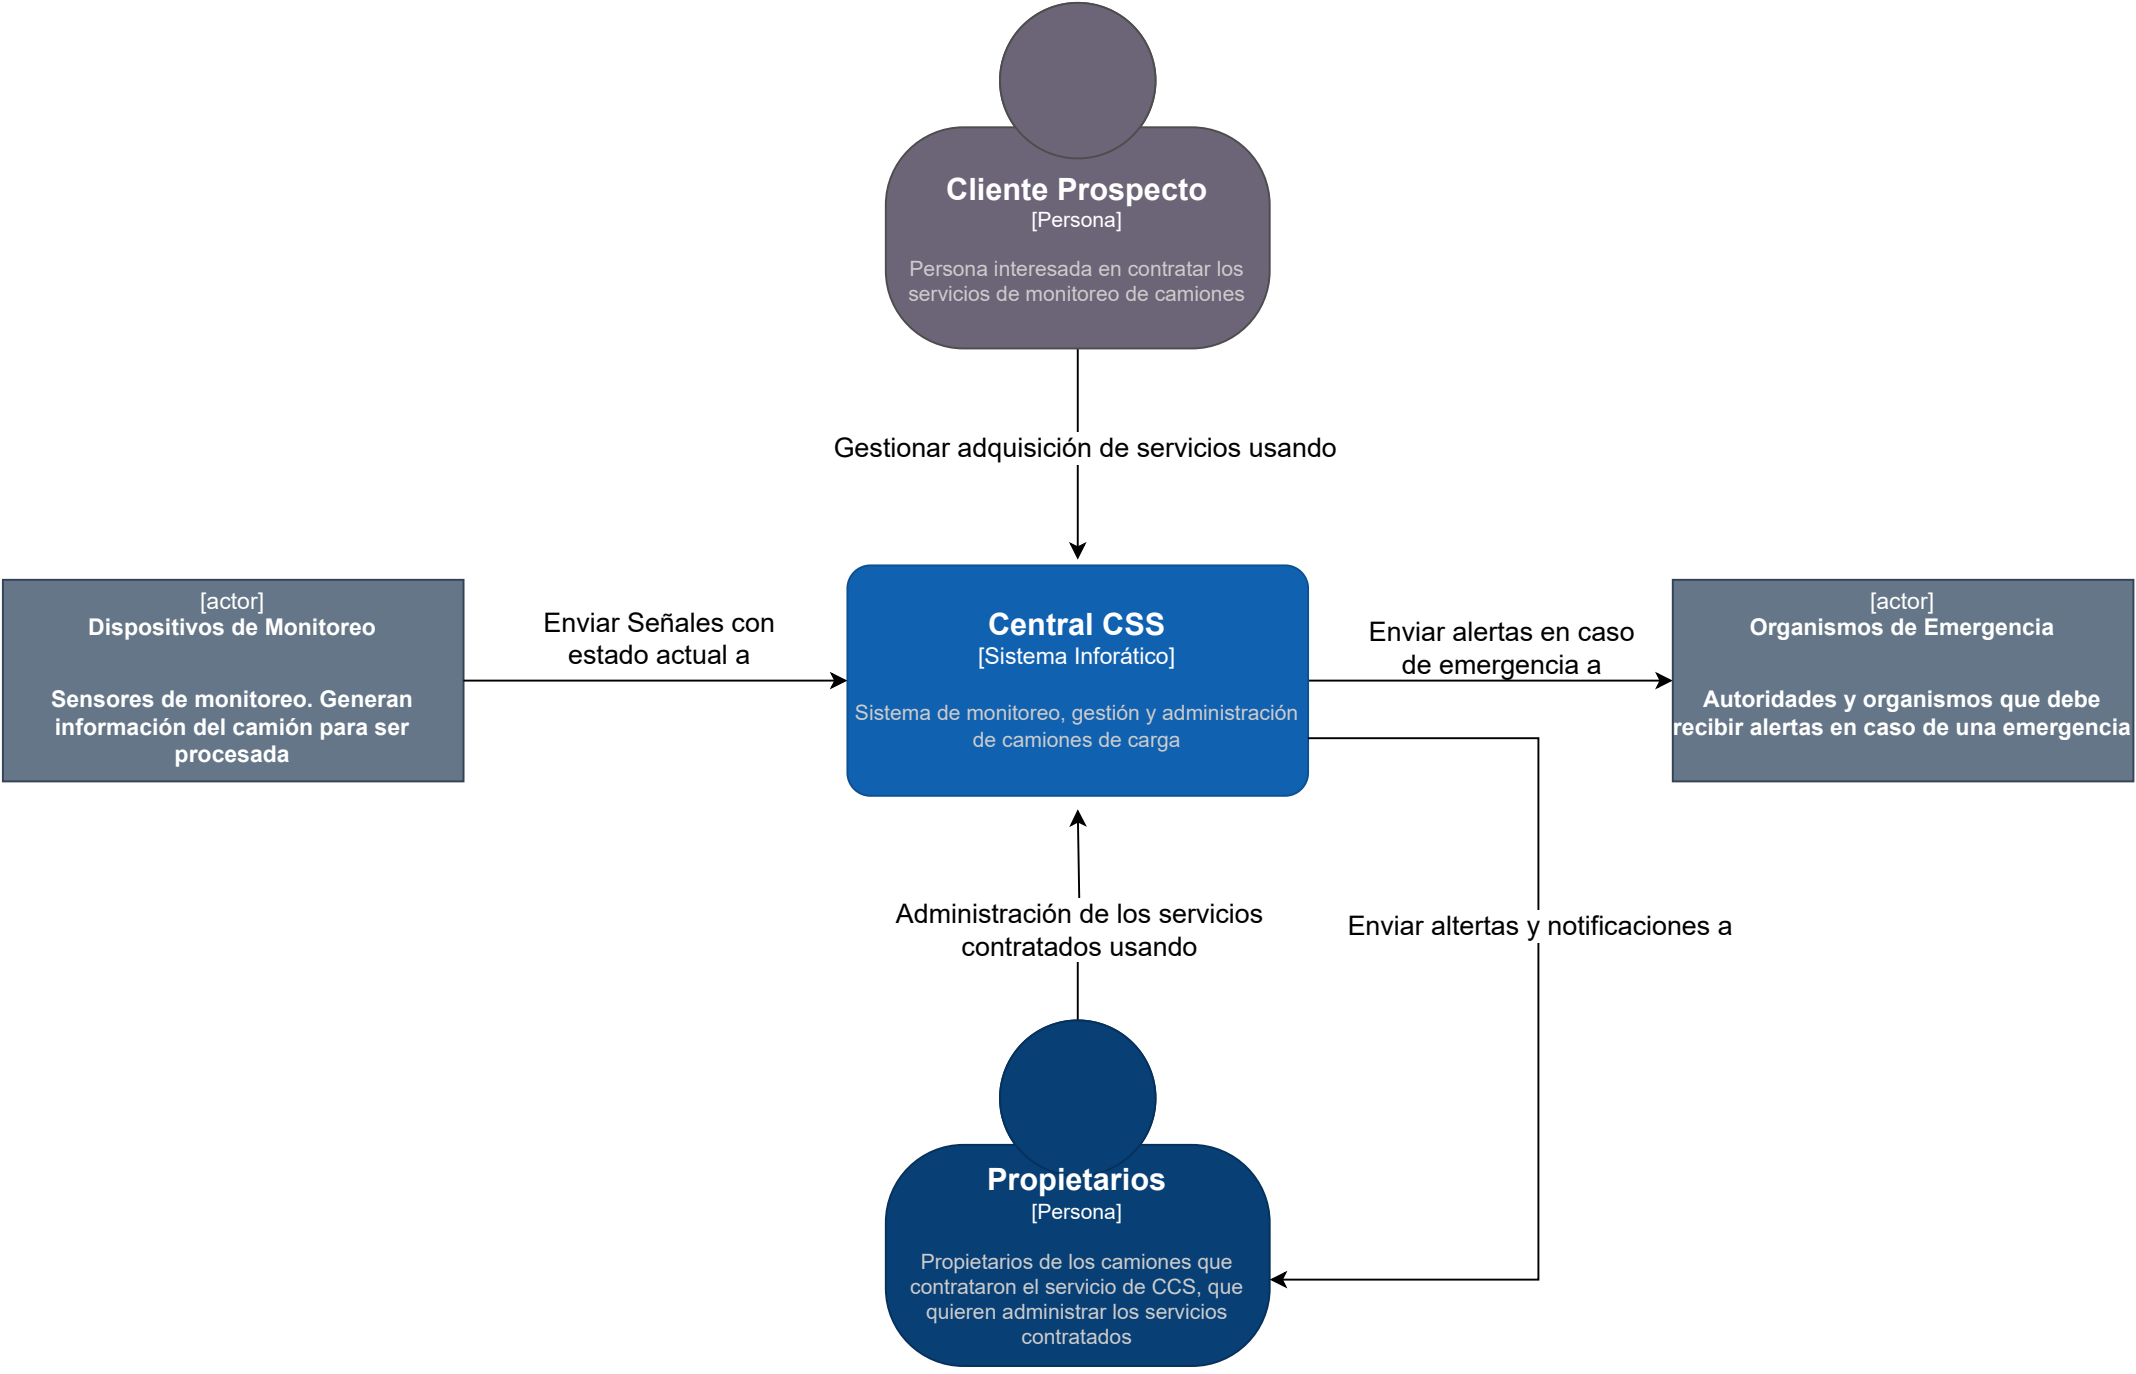 Cliente Prospecto
[Persona]
Persona interesada en contratar los
servicios de monitoreo de camiones
Gestionar adquisición de servicios usando
[actor]
Dispositivos de Monitoreo
Sensores de monitoreo. Generan
información del camión para ser
procesada
Enviar Señales con
estado actual a
Central CSS
[Sistema Inforático]
Sistema de monitoreo, gestión y administración
de camiones de carga
Enviar alertas en caso
de emergencia a
[actor]
Organismos de Emergencia
Autoridades y organismos que debe
recibir alertas en caso de una emergencia
Administración de los servicios
contratados usando
Enviar altertas y notificaciones a
Propietarios
[Persona]
Propietarios de los camiones que
contrataron el servicio de CCS, que
quieren administrar los servicios
contratados